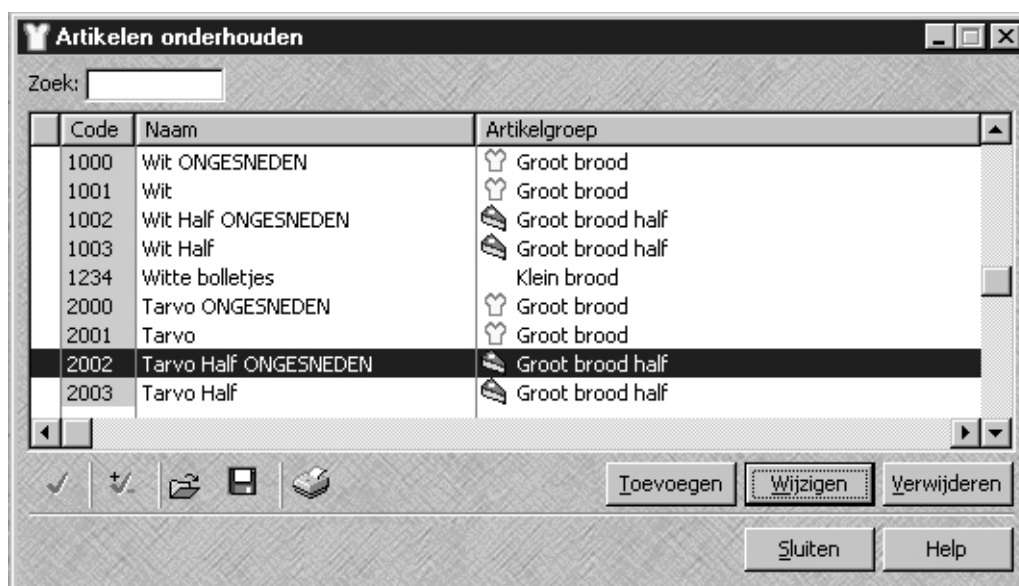 Artikelen onderhouden
Zoek:
Code Naam Artikelgroep
1000 Wit ONGESNEDEN Groot brood
1001 Wit Groot brood
1002 Wit Half ONGESNEDEN Groot brood half
1003 Wit Half Groot brood half
1234 Witte bolletjes Klein brood
2000 Tarvo ONGESNEDEN Groot brood
2001 Tarvo Groot brood
2002 Tarvo Half ONGESNEDEN Groot brood half
2003 Tarvo Half Groot brood half
Toevoegen Wijzigen Verwijderen
Sluiten Help